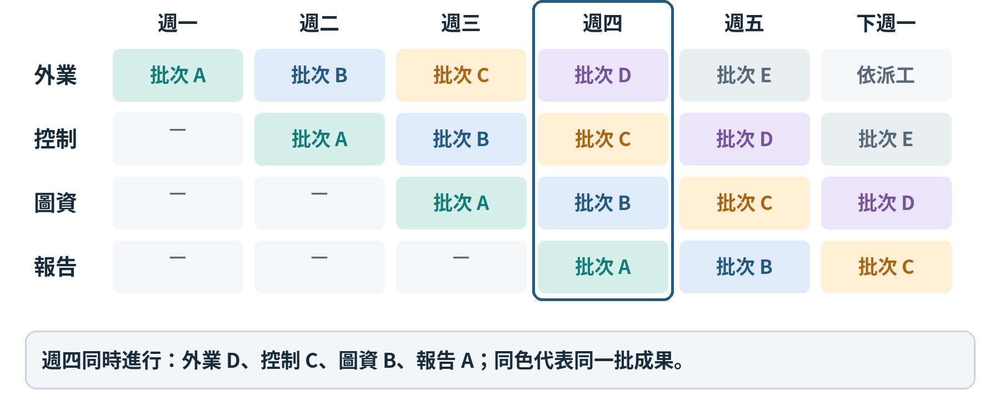 週一 週二 週三 週四 週五 下週一
外業 批次 A 批次 B 批次 C 批次 D 批次 E 依派工
控制 — 批次 A 批次 B 批次 C 批次 D 批次 E
圖資 — — 批次 A 批次 B 批次 C 批次 D
報告 — — — 批次 A 批次 B 批次 C
週四同時進行：外業 D、控制 C、圖資 B、報告 A；同色代表同一批成果。